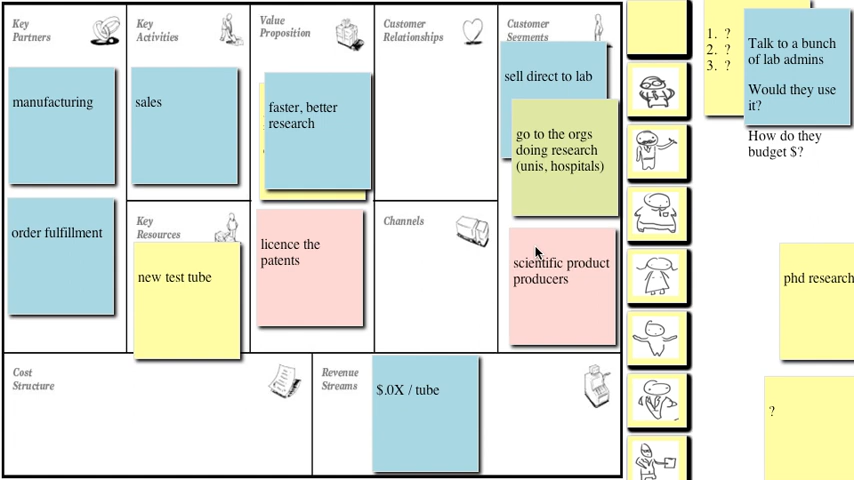 Key
Partners
Key
Activities
Value
Proposition
Customer
Relationships
Customer
Segments
manufacturing
sales
faster, better
research
sell direct to lab
go to the orgs
doing research
(unis, hospitals)
order fulfillment
Key
Resources
new test tube
licence the
patents
Channels
scientific product
producers
Cost
Structure
Revenue
Streams
$.0X / tube
1. ?
2. ?
3. ?
Talk to a bunch
of lab admins
Would they use
it?
How do they
budget $?
phd research
?